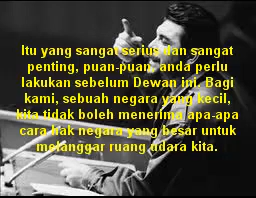 Itu yang sangat serius dan sangat
penting, puan-puan, anda perlu
lakukan sebelum Dewan ini. Bagi
kami, sebuah negara yang kecil,
kita tidak boleh menerima apa-apa
cara hak negara yang besar untuk
melanggar ruang udara kita.